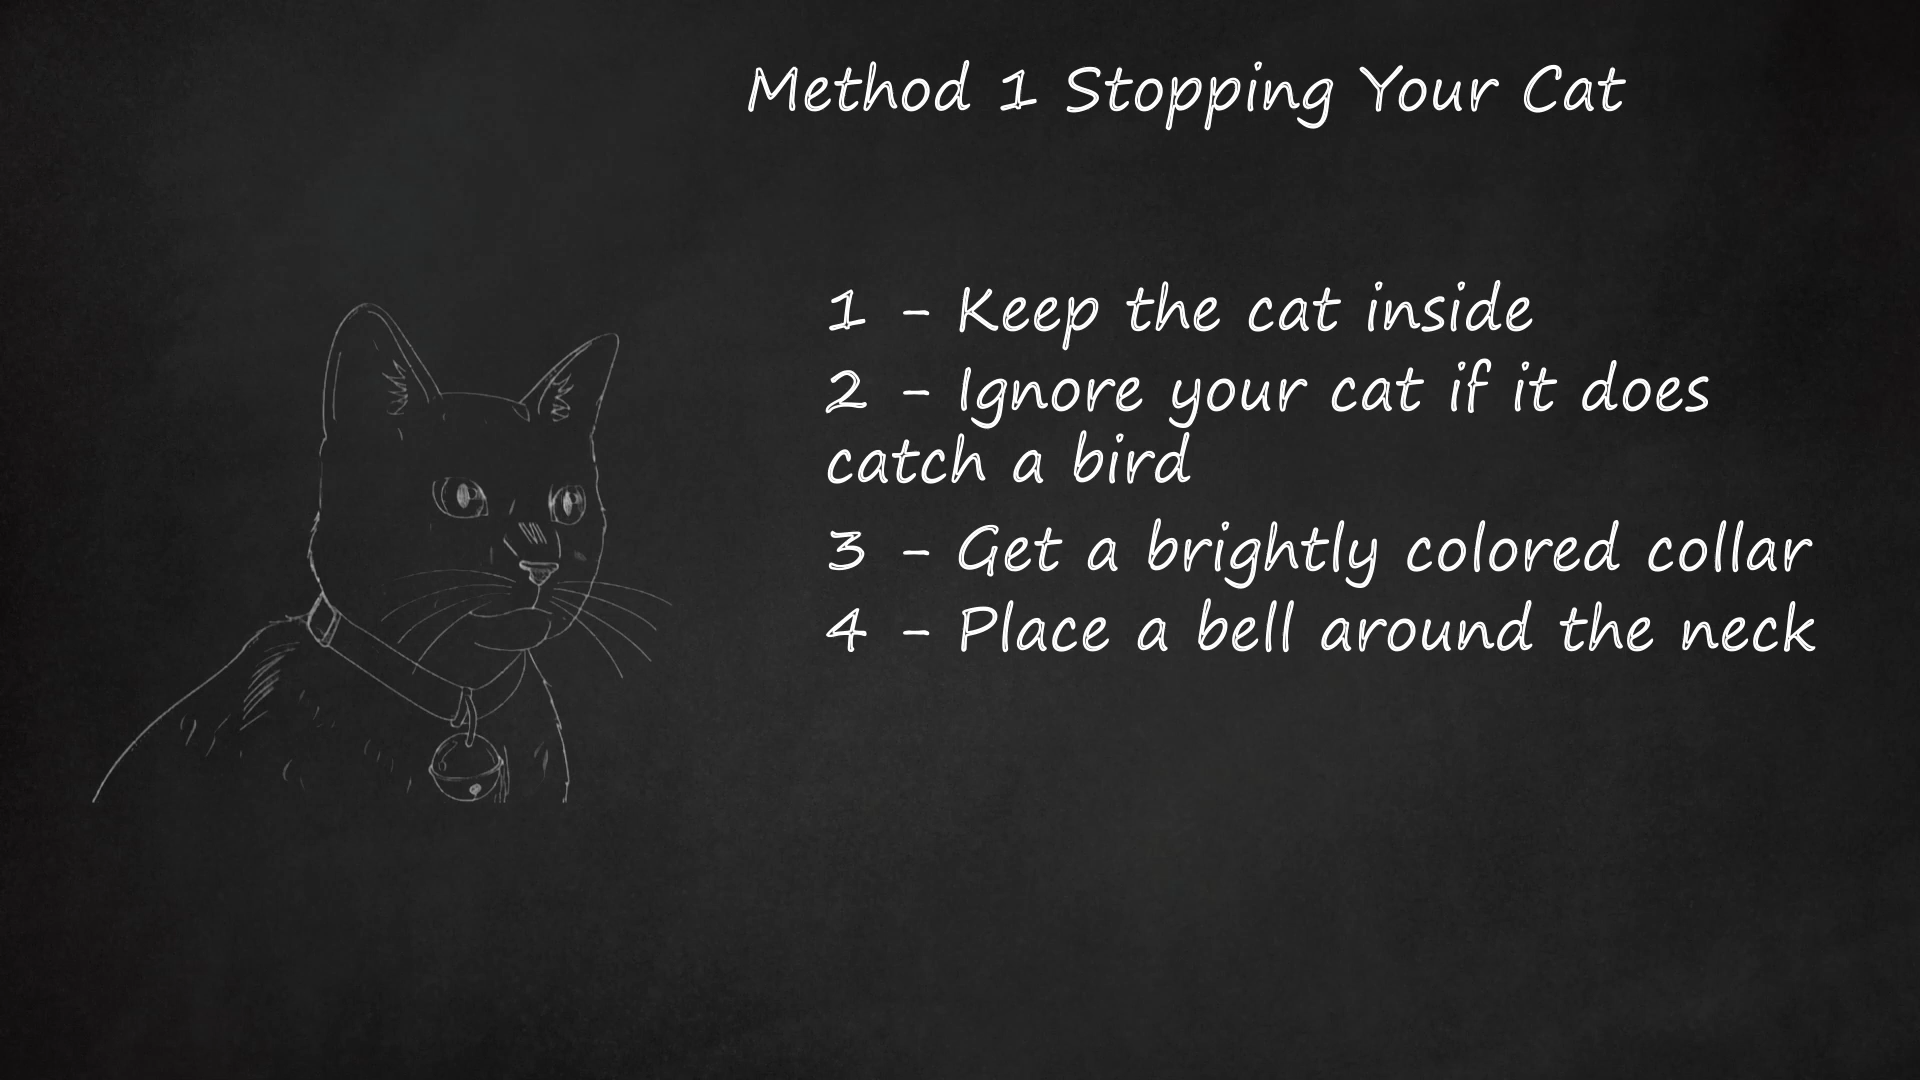 Method 1 Stopping Your Cat
1 - Keep the cat inside
2 - Ignore your cat if it does
catch a bird
3 - Get a brightly colored collar
4 - Place a bell around the neck